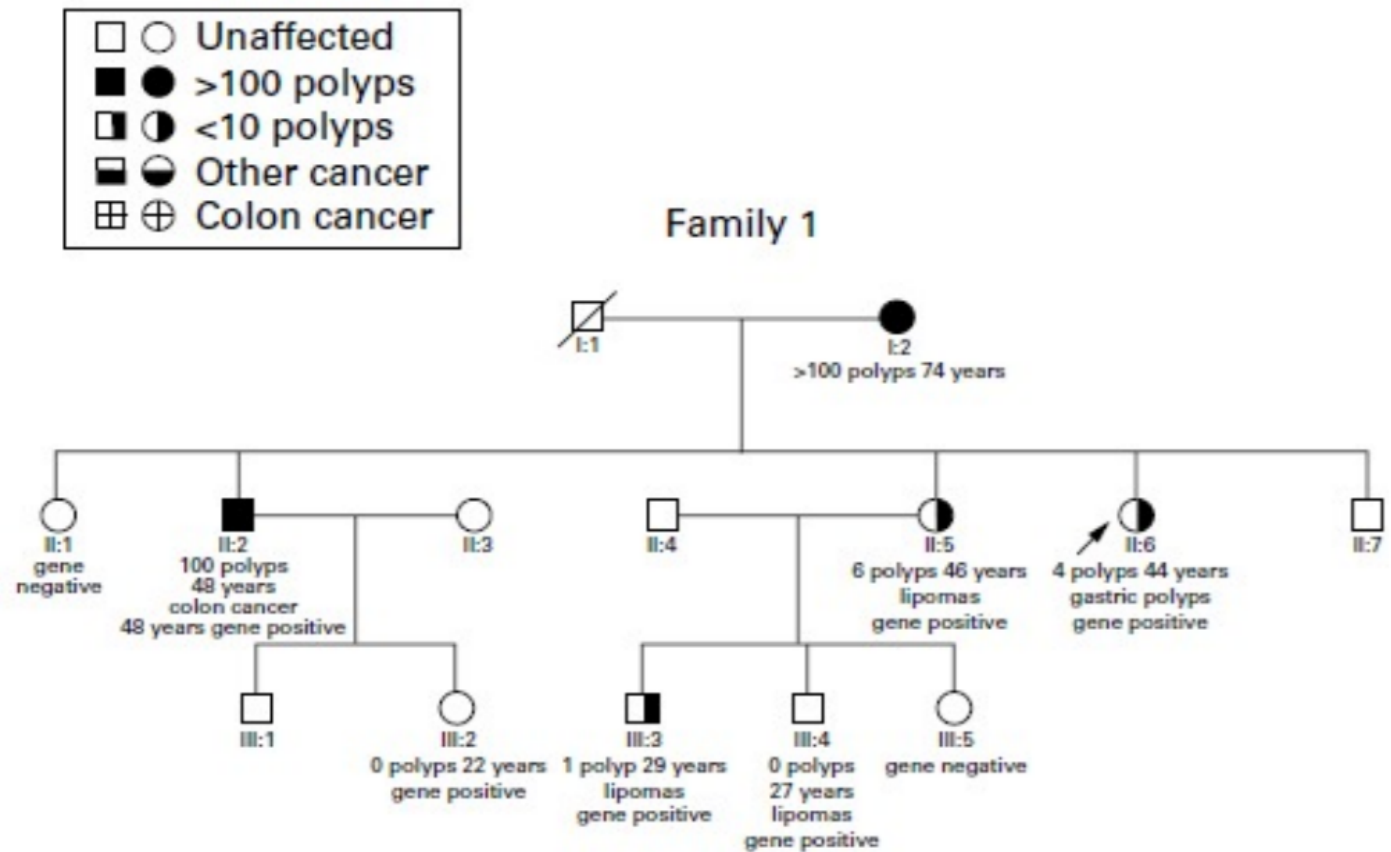 Unaffected
>100 polyps
<10 polyps
Other cancer
Colon cancer
Family 1
I:1
I:2
>100 polyps 74 years
II:1
gene
negative
II:2
100 polyps
48 years
colon cancer
48 years gene positive
II:3
II:4
II:5
6 polyps 46 years
lipomas
gene positive
II:6
4 polyps 44 years
gastric polyps
gene positive
II:7
III:1
III:2
0 polyps 22 years
gene positive
III:3
1 polyp 29 years
lipomas
gene positive
III:4
0 polyps
27 years
lipomas
gene positive
III:5
gene negative